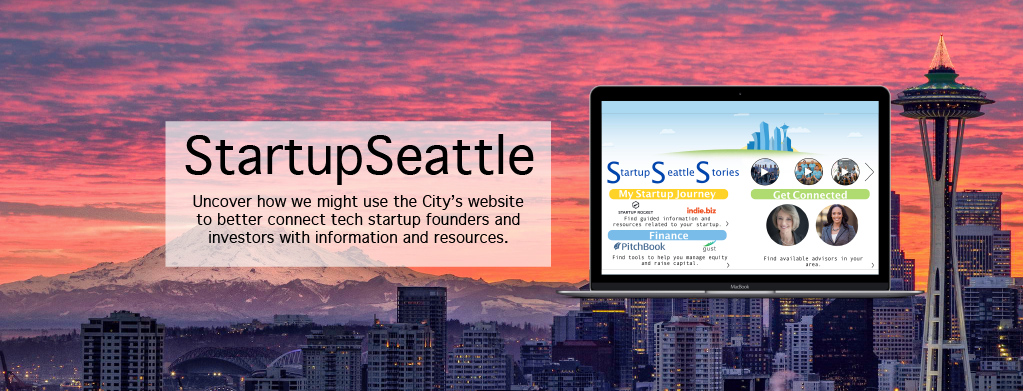 StartupSeattle
Uncover how we might use the City's website
to better connect tech startup founders and
investors with information and resources.
Startup Seattle Stories
My Startup Journey
STARTUP ROCKET
indie.biz
Find guided information and
resources related to your startup.
Finance
PitchBook
gust
Find tools to help you manage equity
and raise capital.
Get Connected
Find available advisors in your
area.
MacBook